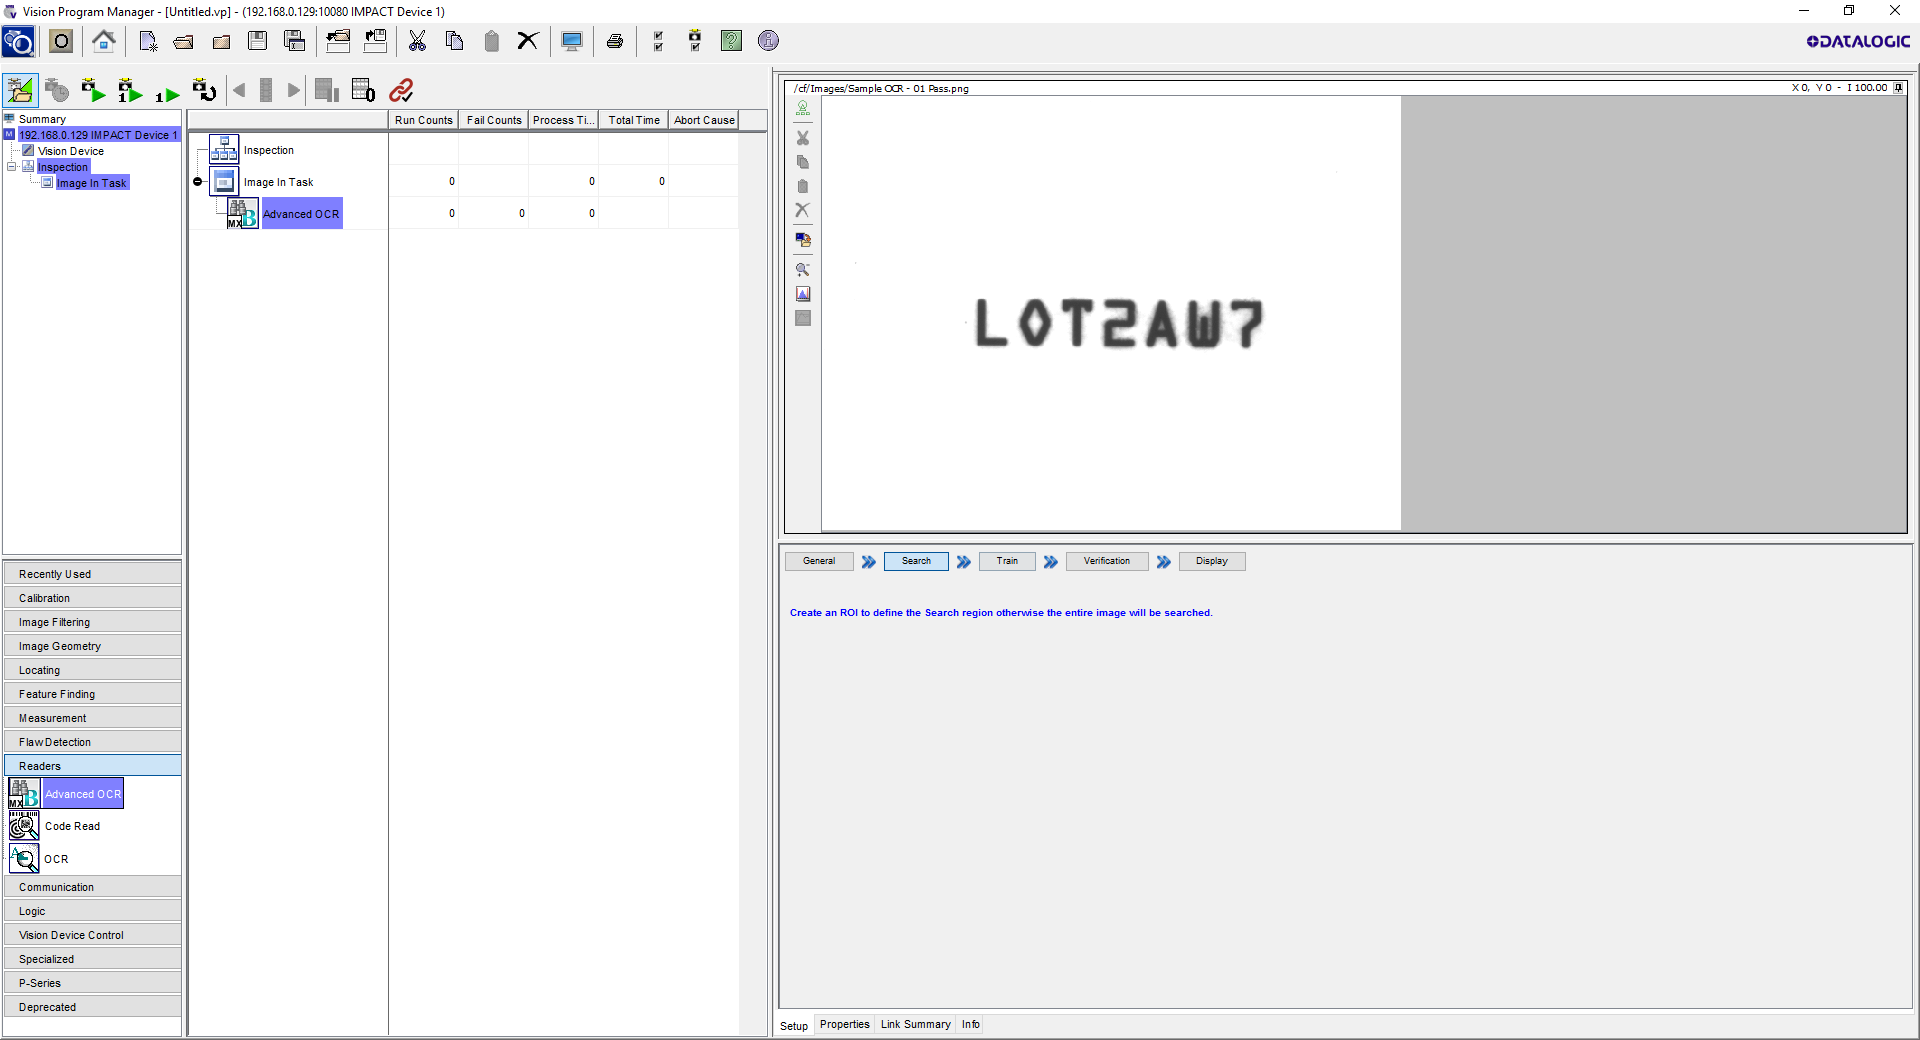 Vision Program Manager - [Untitled.vp] - (192.168.0.129:10080 IMPACT Device 1)
DATALOGIC
Summary
192.168.0.129 IMPACT Device 1
Vision Device
Inspection
Image In Task
Run Counts Fail Counts Process Ti... Total Time Abort Cause
Inspection
Image In Task 0 0 0
Advanced OCR 0 0 0
/cf/Images/Sample OCR - 01 Pass.png X 0, Y 0 - I 100.00
LOT2AW7
Recently Used
Calibration
Image Filtering
Image Geometry
Locating
Feature Finding
Measurement
Flaw Detection
Readers
Advanced OCR
Code Read
OCR
Communication
Logic
Vision Device Control
Specialized
P-Series
Deprecated
General Search Train Verification Display
Create an ROI to define the Search region otherwise the entire image will be searched.
Setup Properties Link Summary Info